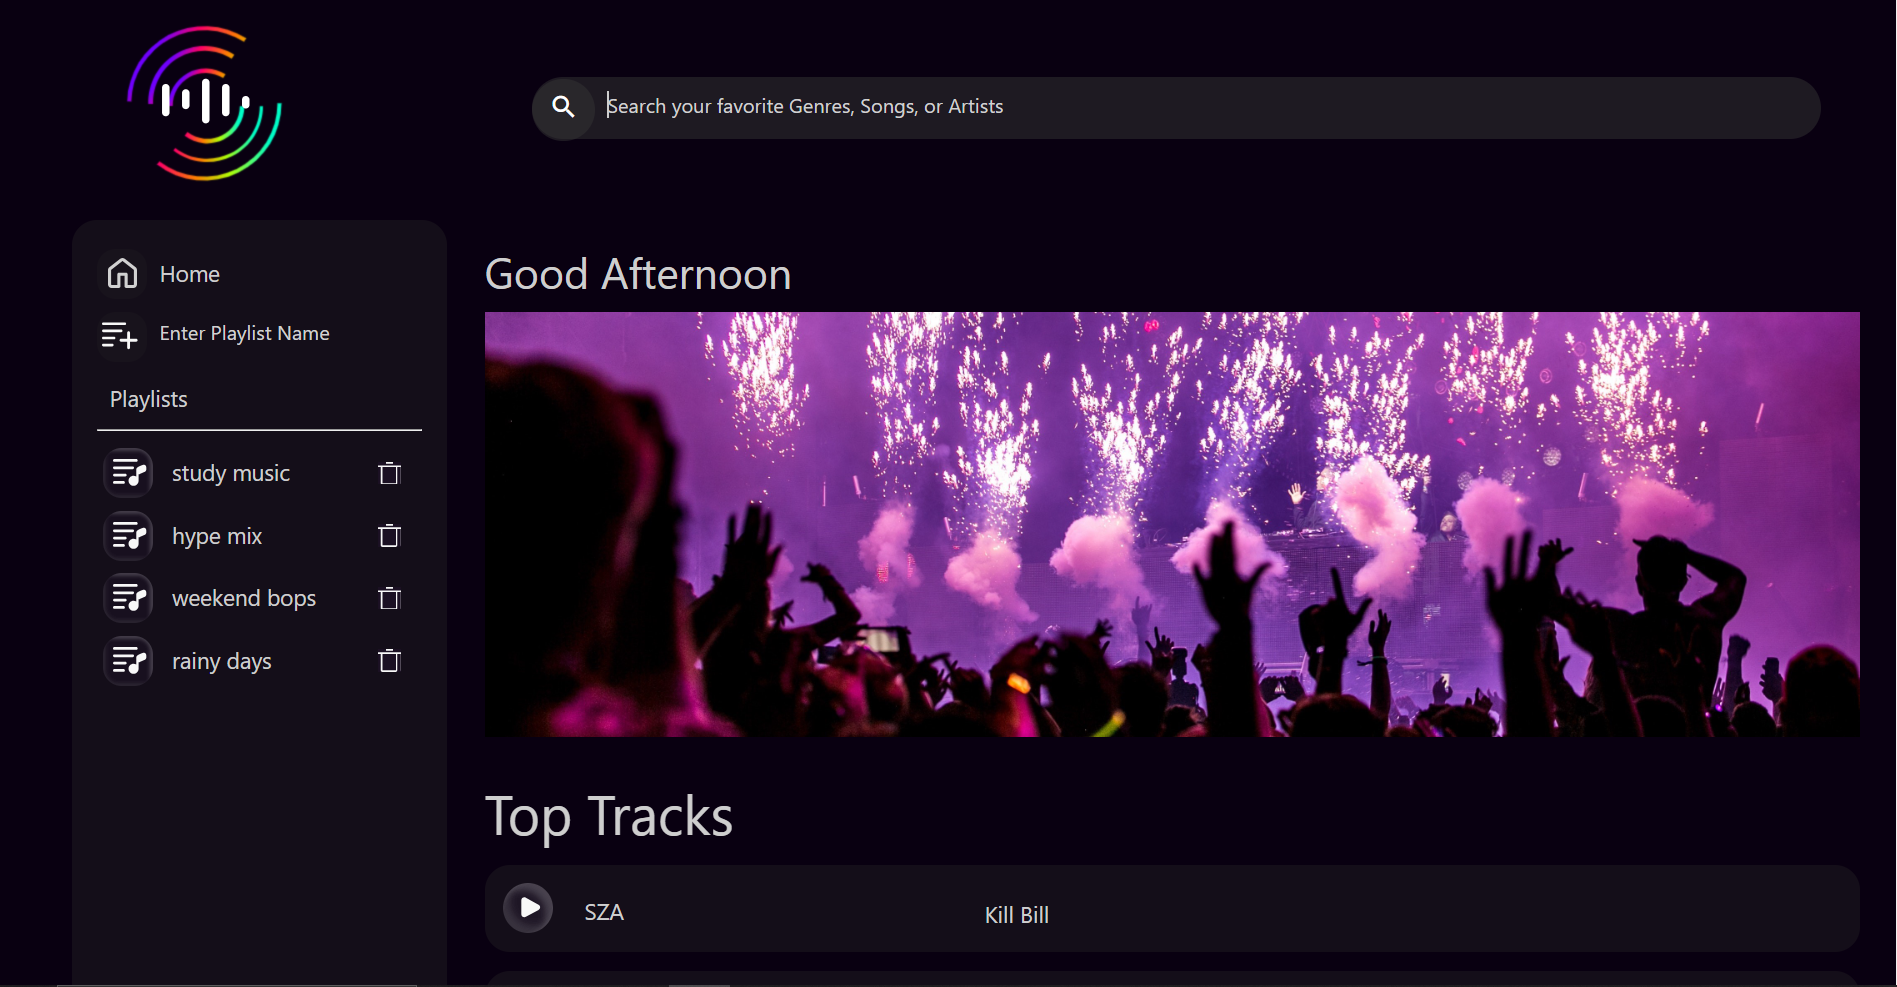 Search your favorite Genres, Songs, or Artists
Home
Enter Playlist Name
Playlists
study music
hype mix
weekend bops
rainy days
Good Afternoon
Top Tracks
SZA
Kill Bill